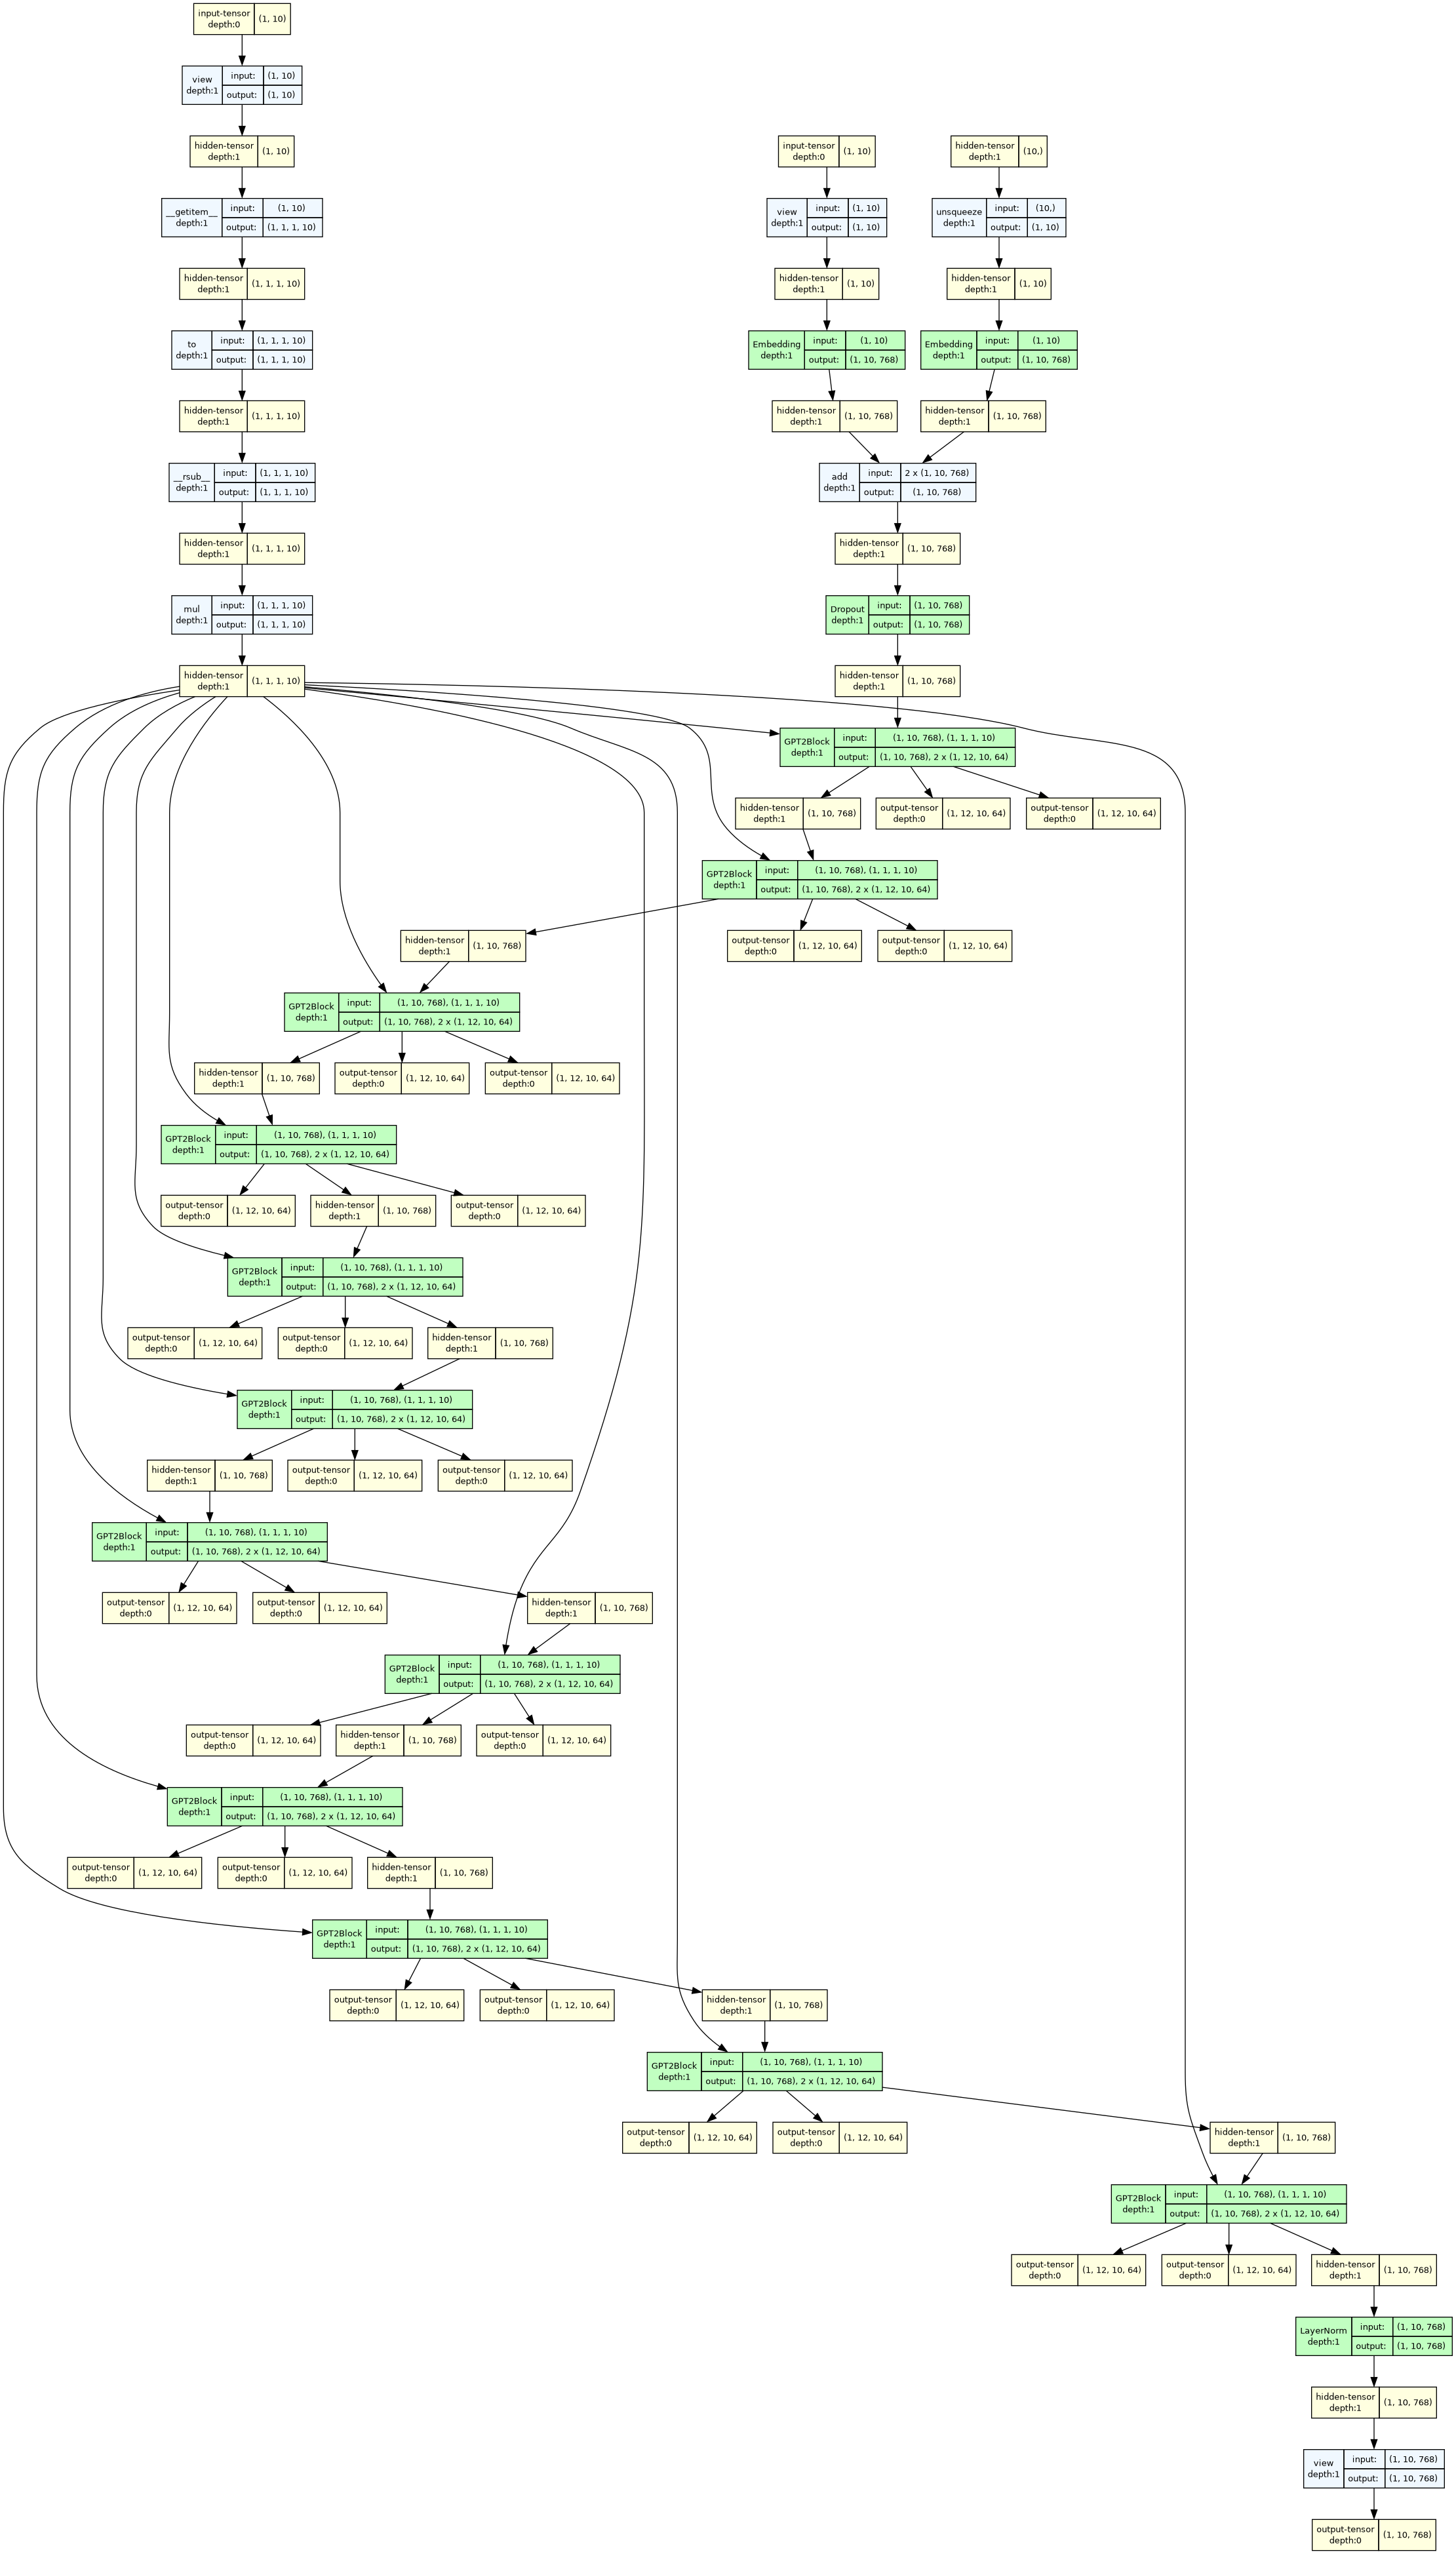 input-tensor
depth:0
(1, 10)
view
depth:1
input:
(1, 10)
output:
(1, 10)
hidden-tensor
depth:1
(1, 10)
input-tensor
depth:0
(1, 10)
hidden-tensor
depth:1
(10,)
__getitem__
depth:1
input:
(1, 10)
output:
(1, 1, 1, 10)
view
depth:1
input:
(1, 10)
output:
(1, 10)
unsqueeze
depth:1
input:
(10,)
output:
(1, 10)
hidden-tensor
depth:1
(1, 1, 1, 10)
hidden-tensor
depth:1
(1, 10)
hidden-tensor
depth:1
(1, 10)
to
depth:1
input:
(1, 1, 1, 10)
output:
(1, 1, 1, 10)
Embedding
depth:1
input:
(1, 10)
output:
(1, 10, 768)
Embedding
depth:1
input:
(1, 10)
output:
(1, 10, 768)
hidden-tensor
depth:1
(1, 1, 1, 10)
hidden-tensor
depth:1
(1, 10, 768)
hidden-tensor
depth:1
(1, 10, 768)
__rsub__
depth:1
input:
(1, 1, 1, 10)
output:
(1, 1, 1, 10)
add
depth:1
input:
2 x (1, 10, 768)
output:
(1, 10, 768)
hidden-tensor
depth:1
(1, 1, 1, 10)
hidden-tensor
depth:1
(1, 10, 768)
mul
depth:1
input:
(1, 1, 1, 10)
output:
(1, 1, 1, 10)
Dropout
depth:1
input:
(1, 10, 768)
output:
(1, 10, 768)
hidden-tensor
depth:1
(1, 1, 1, 10)
hidden-tensor
depth:1
(1, 10, 768)
GPT2Block
depth:1
input:
(1, 10, 768), (1, 1, 1, 10)
output:
(1, 10, 768), 2 x (1, 12, 10, 64)
hidden-tensor
depth:1
(1, 10, 768)
output-tensor
depth:0
(1, 12, 10, 64)
output-tensor
depth:0
(1, 12, 10, 64)
GPT2Block
depth:1
input:
(1, 10, 768), (1, 1, 1, 10)
output:
(1, 10, 768), 2 x (1, 12, 10, 64)
hidden-tensor
depth:1
(1, 10, 768)
output-tensor
depth:0
(1, 12, 10, 64)
output-tensor
depth:0
(1, 12, 10, 64)
GPT2Block
depth:1
input:
(1, 10, 768), (1, 1, 1, 10)
output:
(1, 10, 768), 2 x (1, 12, 10, 64)
hidden-tensor
depth:1
(1, 10, 768)
output-tensor
depth:0
(1, 12, 10, 64)
output-tensor
depth:0
(1, 12, 10, 64)
GPT2Block
depth:1
input:
(1, 10, 768), (1, 1, 1, 10)
output:
(1, 10, 768), 2 x (1, 12, 10, 64)
output-tensor
depth:0
(1, 12, 10, 64)
hidden-tensor
depth:1
(1, 10, 768)
output-tensor
depth:0
(1, 12, 10, 64)
GPT2Block
depth:1
input:
(1, 10, 768), (1, 1, 1, 10)
output:
(1, 10, 768), 2 x (1, 12, 10, 64)
output-tensor
depth:0
(1, 12, 10, 64)
output-tensor
depth:0
(1, 12, 10, 64)
hidden-tensor
depth:1
(1, 10, 768)
GPT2Block
depth:1
input:
(1, 10, 768), (1, 1, 1, 10)
output:
(1, 10, 768), 2 x (1, 12, 10, 64)
hidden-tensor
depth:1
(1, 10, 768)
output-tensor
depth:0
(1, 12, 10, 64)
output-tensor
depth:0
(1, 12, 10, 64)
GPT2Block
depth:1
input:
(1, 10, 768), (1, 1, 1, 10)
output:
(1, 10, 768), 2 x (1, 12, 10, 64)
output-tensor
depth:0
(1, 12, 10, 64)
output-tensor
depth:0
(1, 12, 10, 64)
hidden-tensor
depth:1
(1, 10, 768)
GPT2Block
depth:1
input:
(1, 10, 768), (1, 1, 1, 10)
output:
(1, 10, 768), 2 x (1, 12, 10, 64)
output-tensor
depth:0
(1, 12, 10, 64)
hidden-tensor
depth:1
(1, 10, 768)
output-tensor
depth:0
(1, 12, 10, 64)
GPT2Block
depth:1
input:
(1, 10, 768), (1, 1, 1, 10)
output:
(1, 10, 768), 2 x (1, 12, 10, 64)
output-tensor
depth:0
(1, 12, 10, 64)
output-tensor
depth:0
(1, 12, 10, 64)
hidden-tensor
depth:1
(1, 10, 768)
GPT2Block
depth:1
input:
(1, 10, 768), (1, 1, 1, 10)
output:
(1, 10, 768), 2 x (1, 12, 10, 64)
output-tensor
depth:0
(1, 12, 10, 64)
output-tensor
depth:0
(1, 12, 10, 64)
hidden-tensor
depth:1
(1, 10, 768)
GPT2Block
depth:1
input:
(1, 10, 768), (1, 1, 1, 10)
output:
(1, 10, 768), 2 x (1, 12, 10, 64)
output-tensor
depth:0
(1, 12, 10, 64)
output-tensor
depth:0
(1, 12, 10, 64)
hidden-tensor
depth:1
(1, 10, 768)
GPT2Block
depth:1
input:
(1, 10, 768), (1, 1, 1, 10)
output:
(1, 10, 768), 2 x (1, 12, 10, 64)
output-tensor
depth:0
(1, 12, 10, 64)
output-tensor
depth:0
(1, 12, 10, 64)
hidden-tensor
depth:1
(1, 10, 768)
LayerNorm
depth:1
input:
(1, 10, 768)
output:
(1, 10, 768)
hidden-tensor
depth:1
(1, 10, 768)
view
depth:1
input:
(1, 10, 768)
output:
(1, 10, 768)
output-tensor
depth:0
(1, 10, 768)